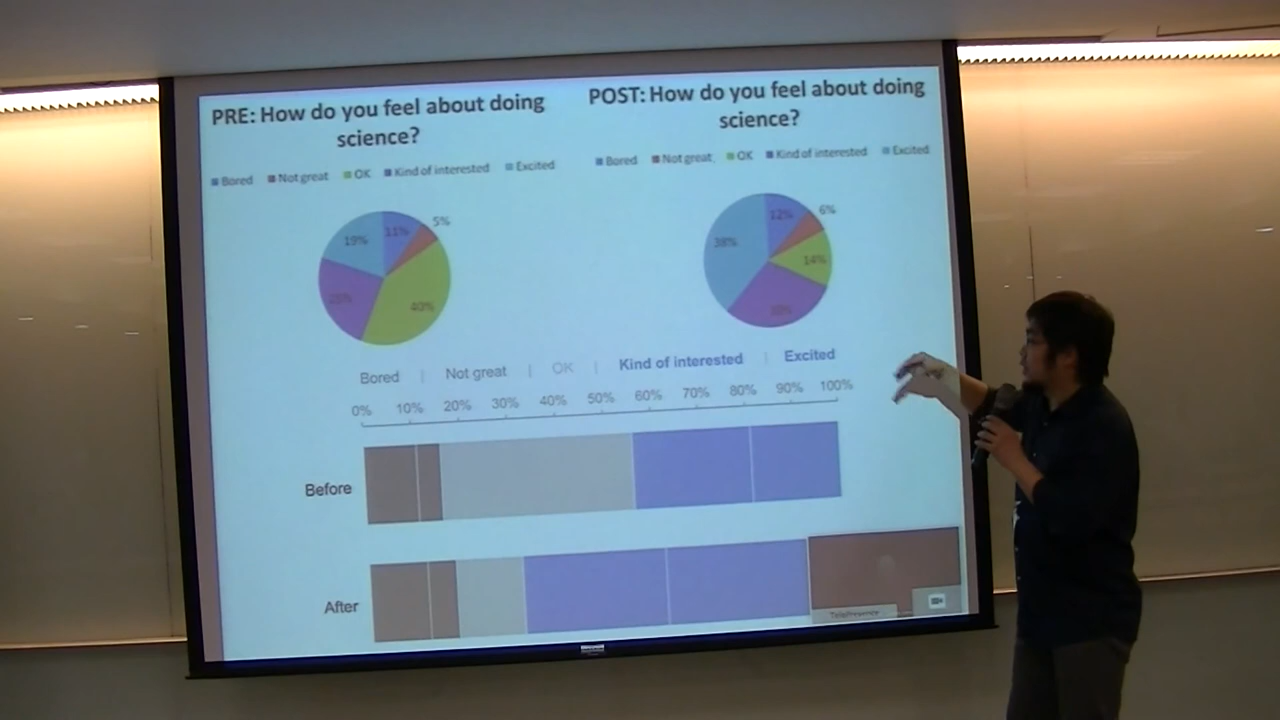 PRE: How do you feel about doing
science?
Bored Not great OK Kind of interested Excited
19%
11%
5%
25%
40%
POST: How do you feel about doing
science?
Bored Not great OK Kind of interested Excited
38%
12%
6%
14%
30%
Bored | Not great | OK | Kind of interested | Excited
0% 10% 20% 30% 40% 50% 60% 70% 80% 90% 100%
Before
After
TelePresence